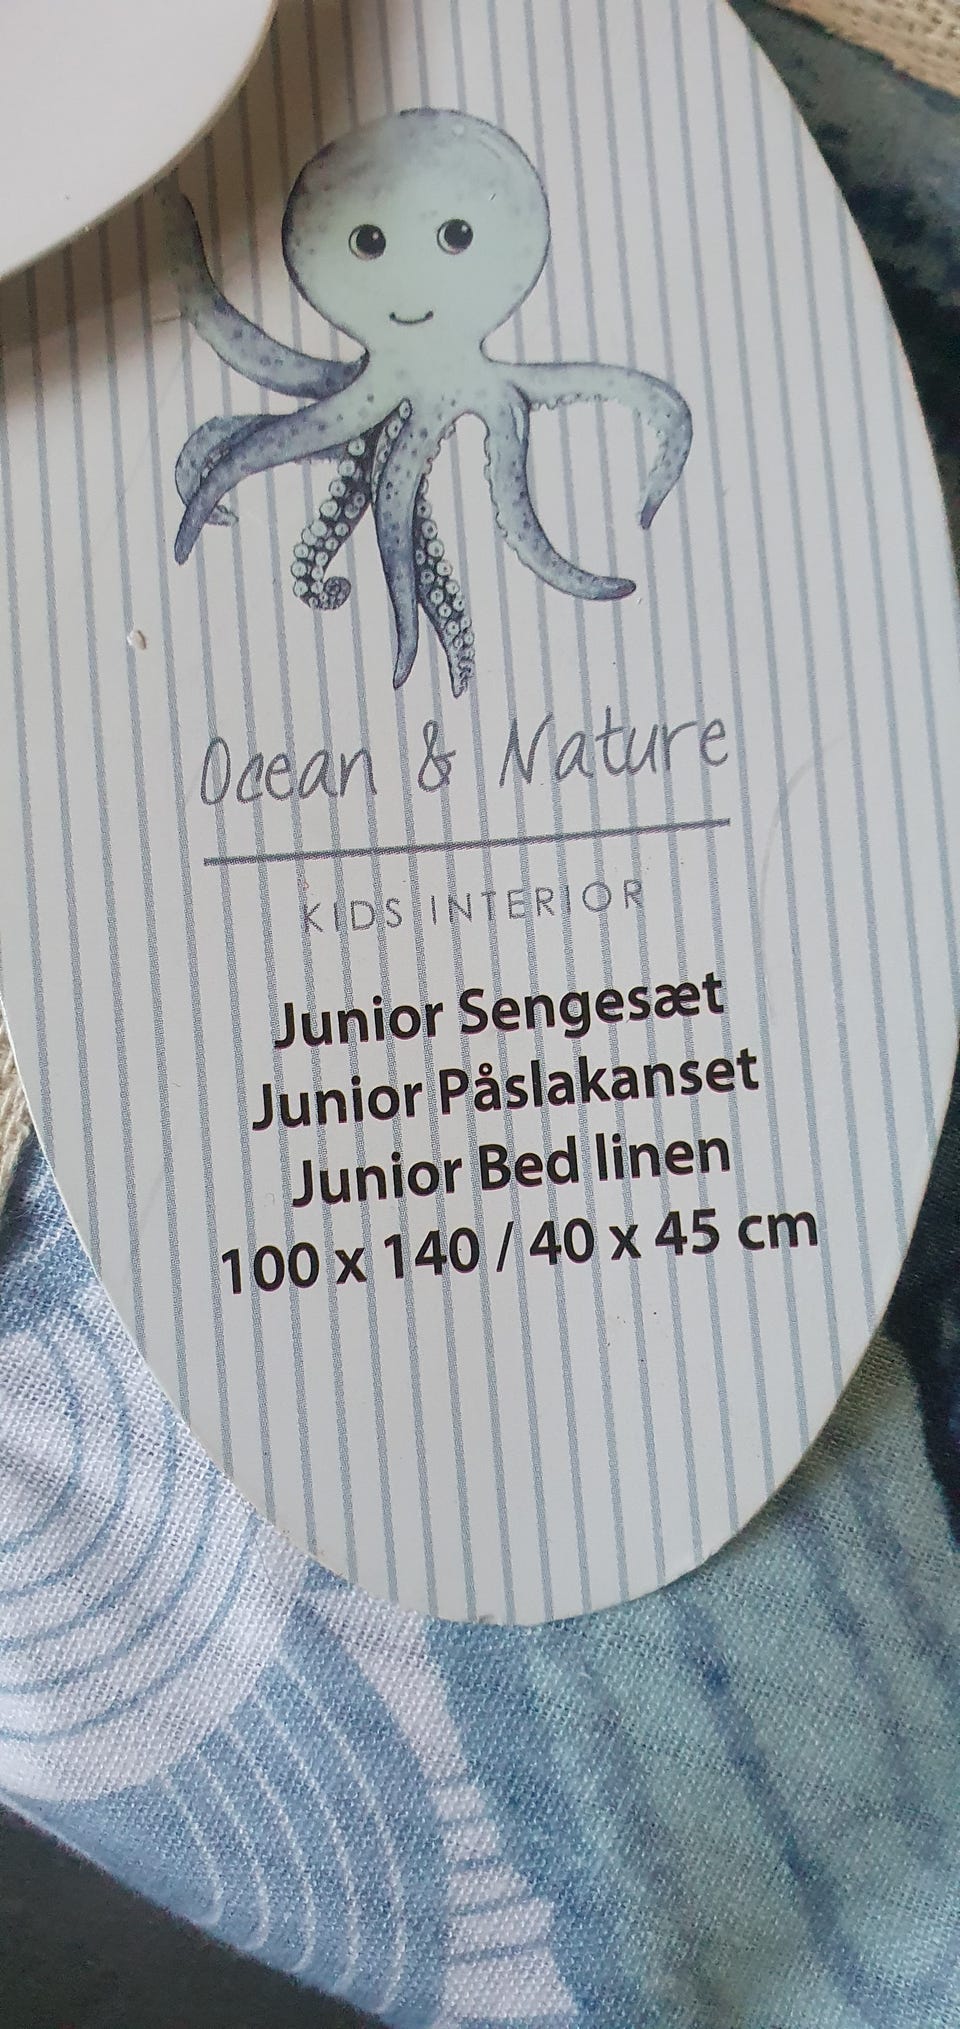 Ocean & Nature
KIDS INTERIOR
Junior Sengesæt
Junior Påslakanset
Junior Bed linen
100 x 140 / 40 x 45 cm